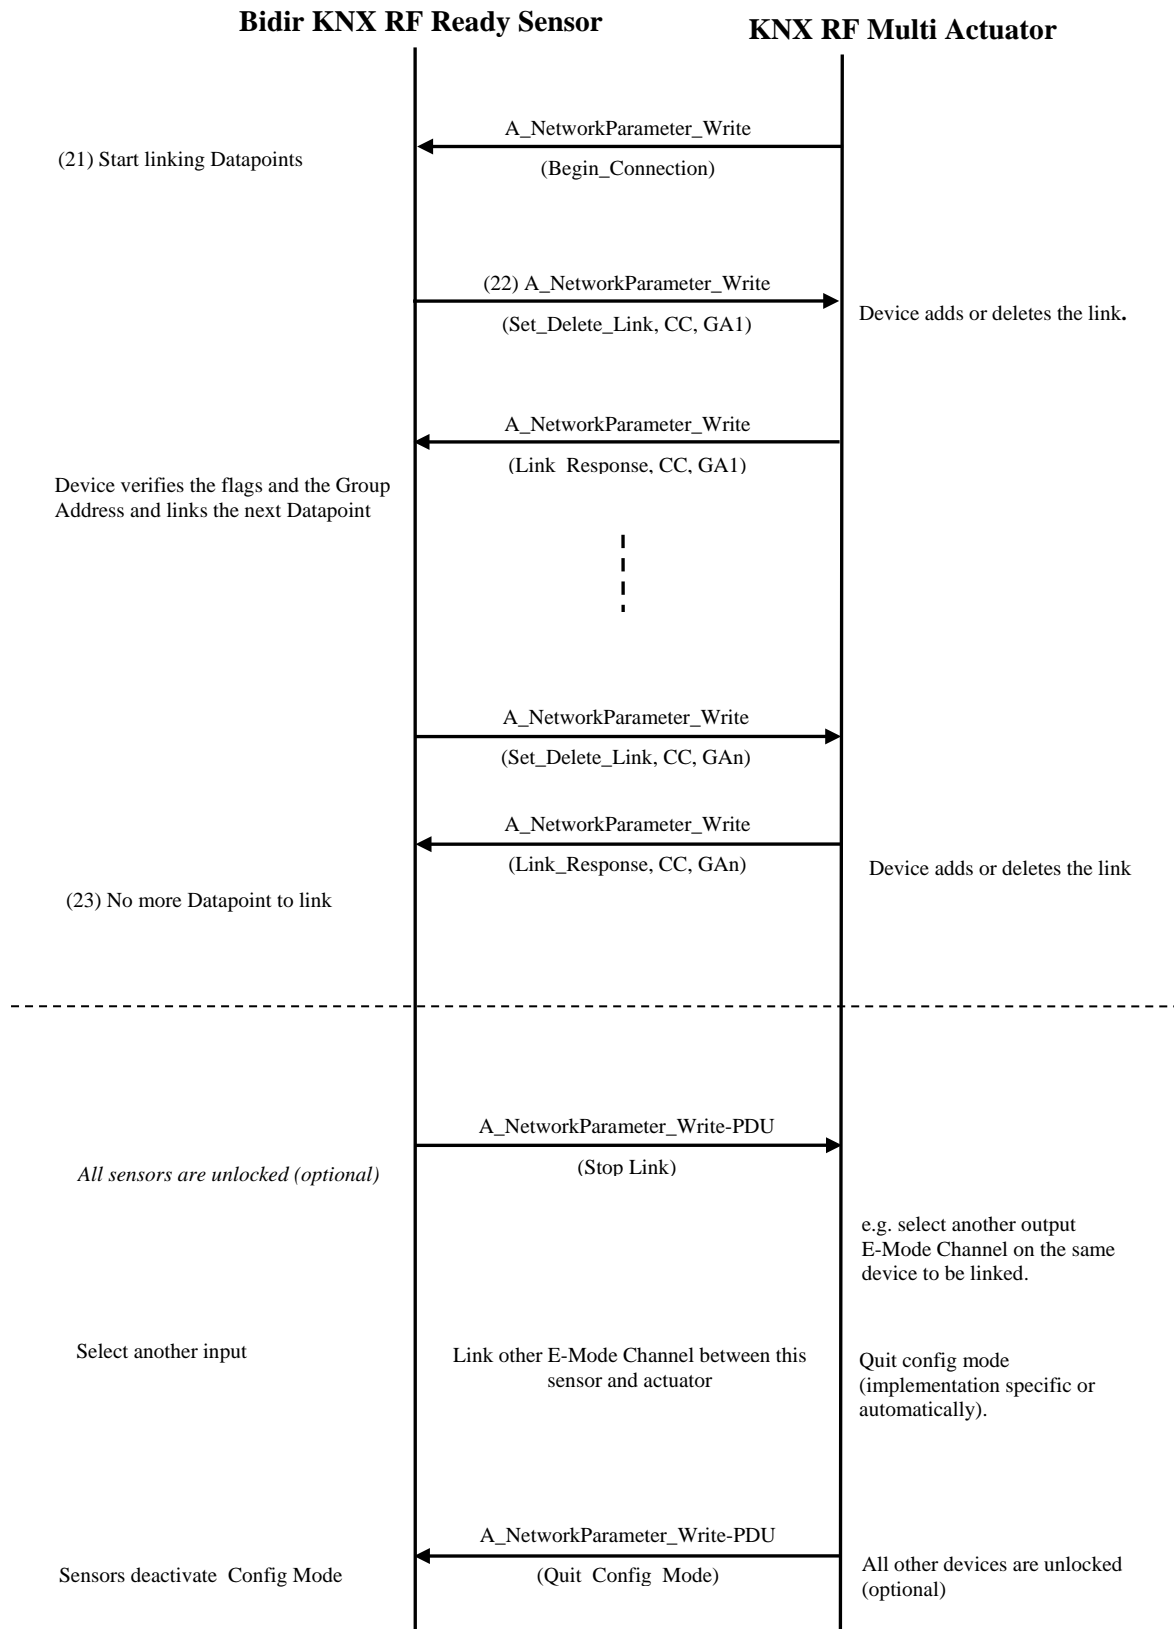 Bidir KNX RF Ready Sensor
KNX RF Multi Actuator
A_NetworkParameter_Write
(21) Start linking Datapoints
(Begin_Connection)
(22) A_NetworkParameter_Write
(Set_Delete_Link, CC, GA1)
Device adds or deletes the link.
A_NetworkParameter_Write
(Link_Response, CC, GA1)
Device verifies the flags and the Group
Address and links the next Datapoint
A_NetworkParameter_Write
(Set_Delete_Link, CC, GAn)
A_NetworkParameter_Write
(Link_Response, CC, GAn)
Device adds or deletes the link
(23) No more Datapoint to link
A_NetworkParameter_Write-PDU
(Stop Link)
All sensors are unlocked (optional)
e.g. select another output
E-Mode Channel on the same
device to be linked.
Select another input
Link other E-Mode Channel between this
sensor and actuator
Quit config mode
(implementation specific or
automatically).
A_NetworkParameter_Write-PDU
(Quit_Config_Mode)
Sensors deactivate Config Mode
All other devices are unlocked
(optional)